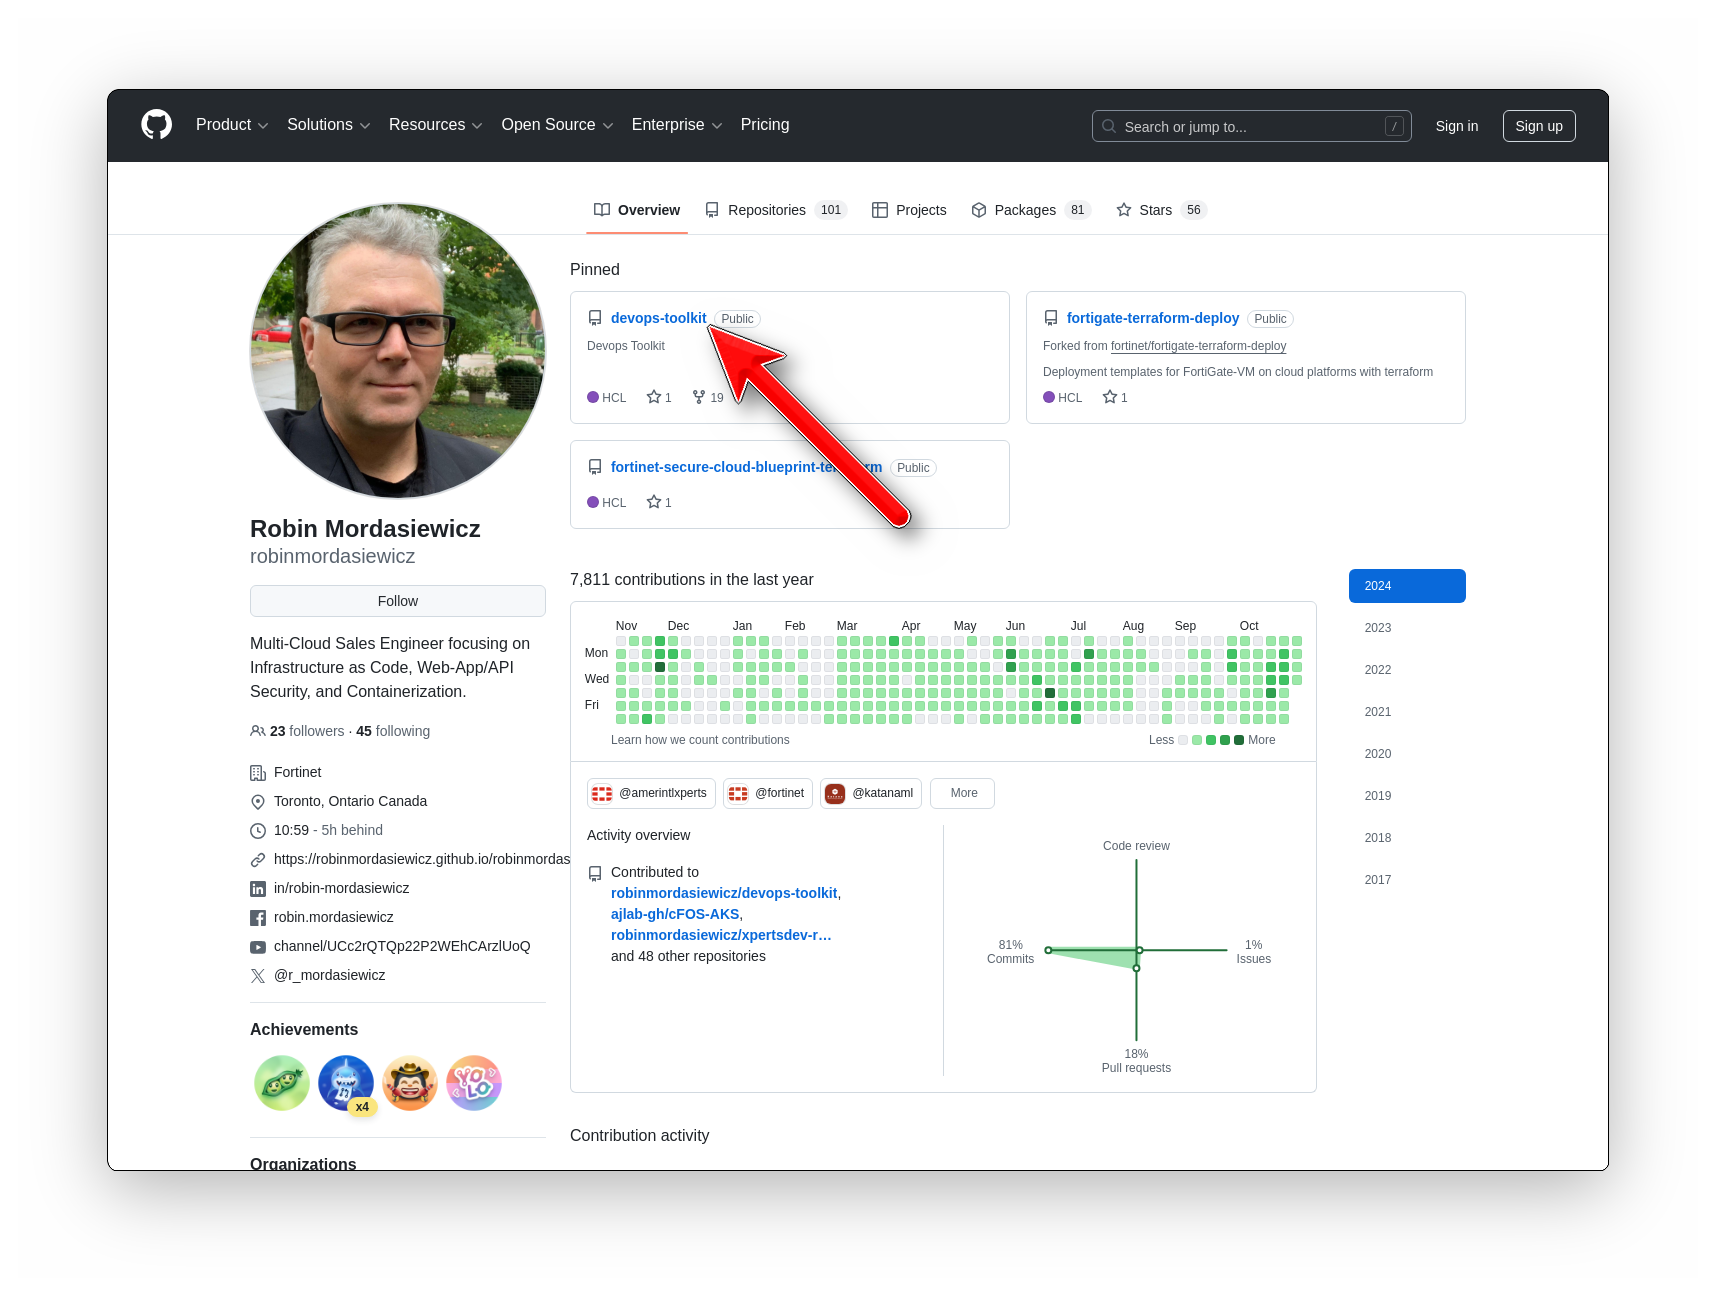 Product
Solutions
Resources
Open Source
Enterprise
Pricing
Search or jump to...
/
Sign in
Sign up
Overview
Repositories 101
Projects
Packages 81
Stars 56
Robin Mordasiewicz
robinmordasiewicz
Follow
Multi-Cloud Sales Engineer focusing on
Infrastructure as Code, Web-App/API
Security, and Containerization.
23 followers · 45 following
Fortinet
Toronto, Ontario Canada
10:59 - 5h behind
https://robinmordasiewicz.github.io/robinmordas
in/robin-mordasiewicz
robin.mordasiewicz
channel/UCc2rQTQp22P2WEhCArzlUoQ
@r_mordasiewicz
Achievements
x4
YOLO
Organizations
Pinned
devops-toolkit Public
Devops Toolkit
HCL 1 19
fortigate-terraform-deploy Public
Forked from fortinet/fortigate-terraform-deploy
Deployment templates for FortiGate-VM on cloud platforms with terraform
HCL 1
fortinet-secure-cloud-blueprint-te rm Public
HCL 1
7,811 contributions in the last year
Nov Dec Jan Feb Mar Apr May Jun Jul Aug Sep Oct
Mon
Wed
Fri
Learn how we count contributions
Less More
@amerintlxperts
@fortinet
@katanaml
More
Activity overview
Contributed to
robinmordasiewicz/devops-toolkit,
ajlab-gh/cFOS-AKS,
robinmordasiewicz/xpertsdev-r…
and 48 other repositories
Code review
81%
Commits
1%
Issues
18%
Pull requests
2024
2023
2022
2021
2020
2019
2018
2017
Contribution activity